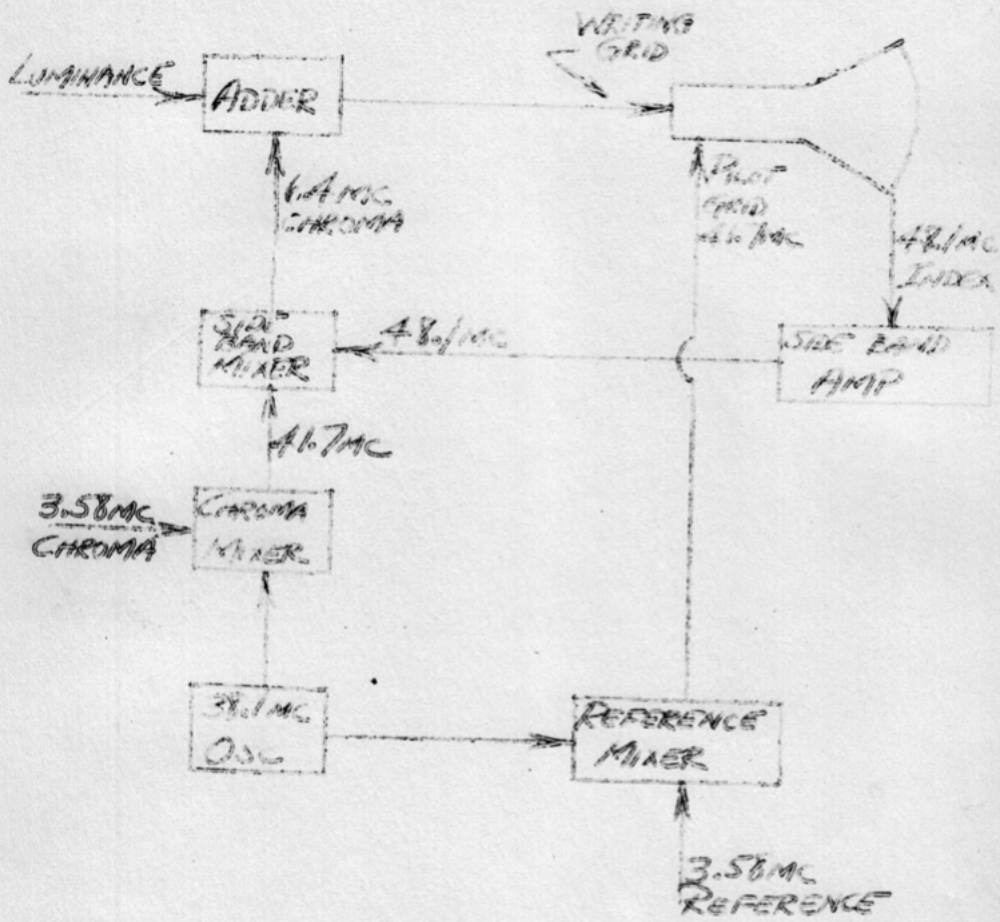 WRITING
GRID
LUMINANCE
ADDER
6.4 MC
CHROMA
PILOT
GRID
41.7MC
48.1MC
INDEX
SIDE
BAND
MIXER
48.1MC
SIDE BAND
AMP
41.7MC
3.58MC
CHROMA
CHROMA
MIXER
38.1MC
OSC
REFERENCE
MIXER
3.58MC
REFERENCE